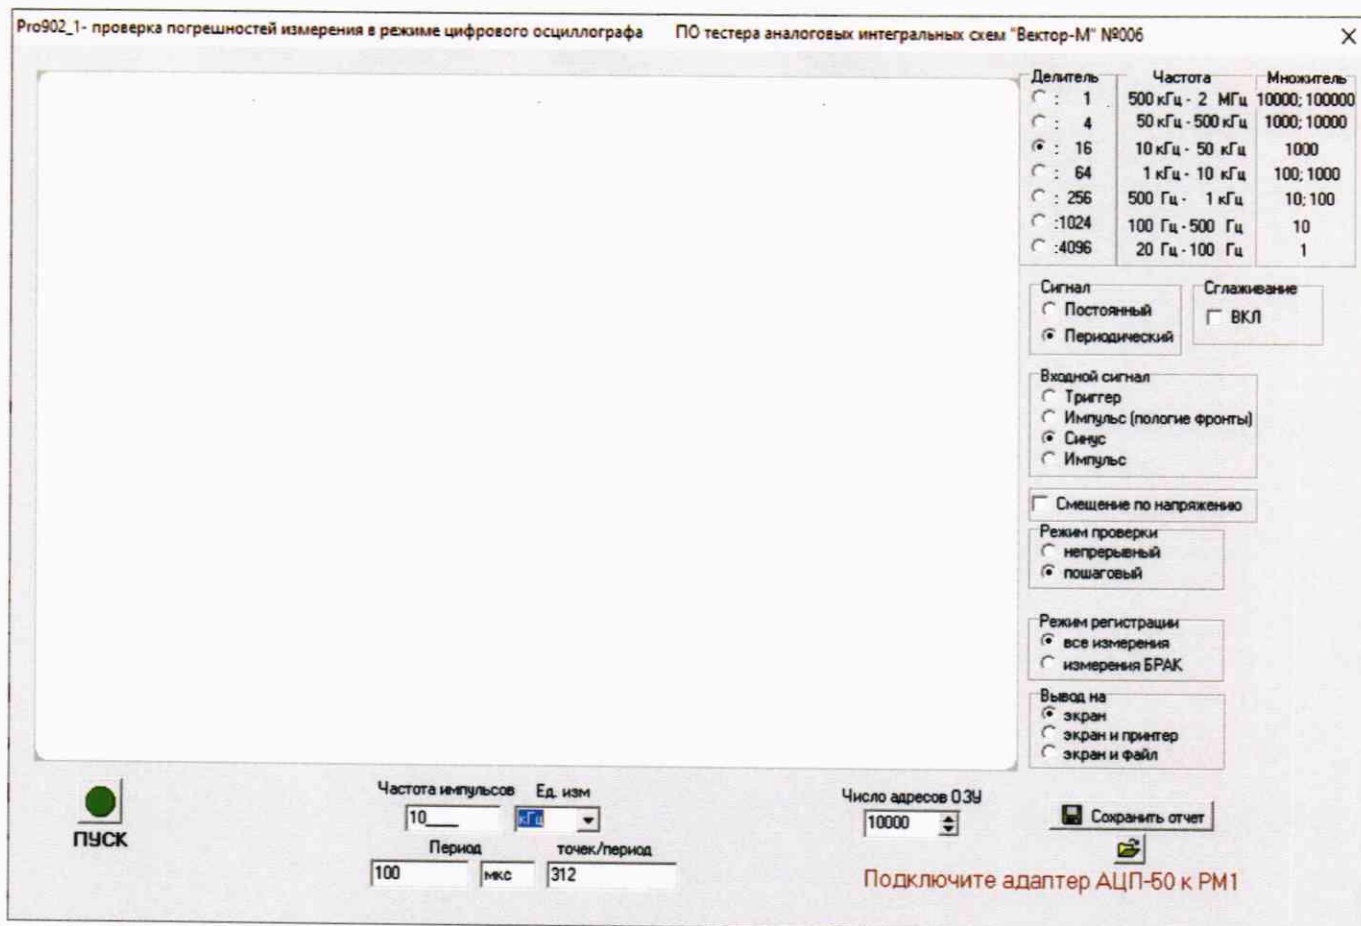 Pro902_1- проверка погрешностей измерения в режиме цифрового осциллографа ПО тестера аналоговых интегральных схем "Вектор-М" №006
Делитель Частота Множитель
: 1 500 кГц - 2 МГц 10000; 100000
: 4 50 кГц - 500 кГц 1000; 10000
: 16 10 кГц - 50 кГц 1000
: 64 1 кГц - 10 кГц 100; 1000
: 256 500 Гц - 1 кГц 10; 100
:1024 100 Гц - 500 Гц 10
:4096 20 Гц - 100 Гц 1
Сигнал Сглаживание
Постоянный ВКЛ
Периодический
Входной сигнал
Триггер
Импульс (пологие фронты)
Синус
Импульс
Смещение по напряжению
Режим проверки
непрерывный
пошаговый
Режим регистрации
все измерения
измерения БРАК
Вывод на
экран
экран и принтер
экран и файл
ПУСК
Частота импульсов Ед. изм
10____ кГц
Период точек/период
100 мкс 312
Число адресов ОЗУ
10000
Сохранить отчет
Подключите адаптер АЦП-50 к РМ1